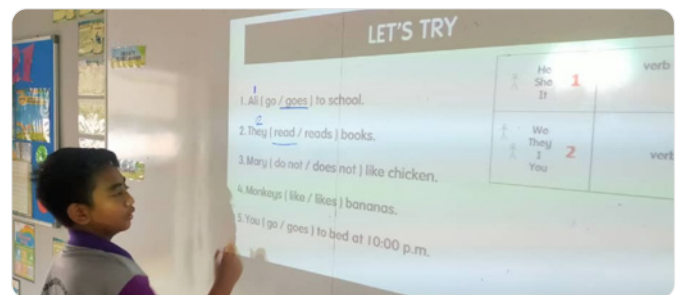 LET'S TRY
1. Ali ( go / goes ) to school.
2. They ( read / reads ) books.
3. Mary ( do not / does not ) like chicken.
4. Monkeys ( like / likes ) bananas.
5. You ( go / goes ) to bed at 10:00 p.m.
1
2
He
She
It
1
verb
We
They
I
You
2
verb